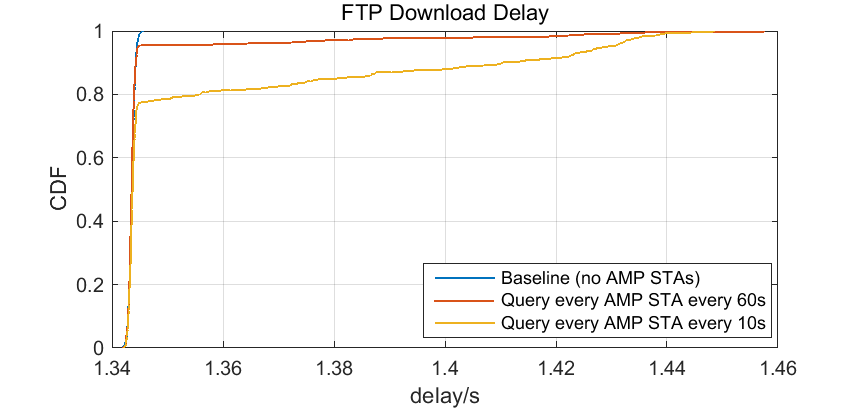 FTP Download Delay
CDF
1
0.8
0.6
0.4
0.2
0
Baseline (no AMP STAs)
Query every AMP STA every 60s
Query every AMP STA every 10s
1.34 1.36 1.38 1.4 1.42 1.44 1.46
delay/s